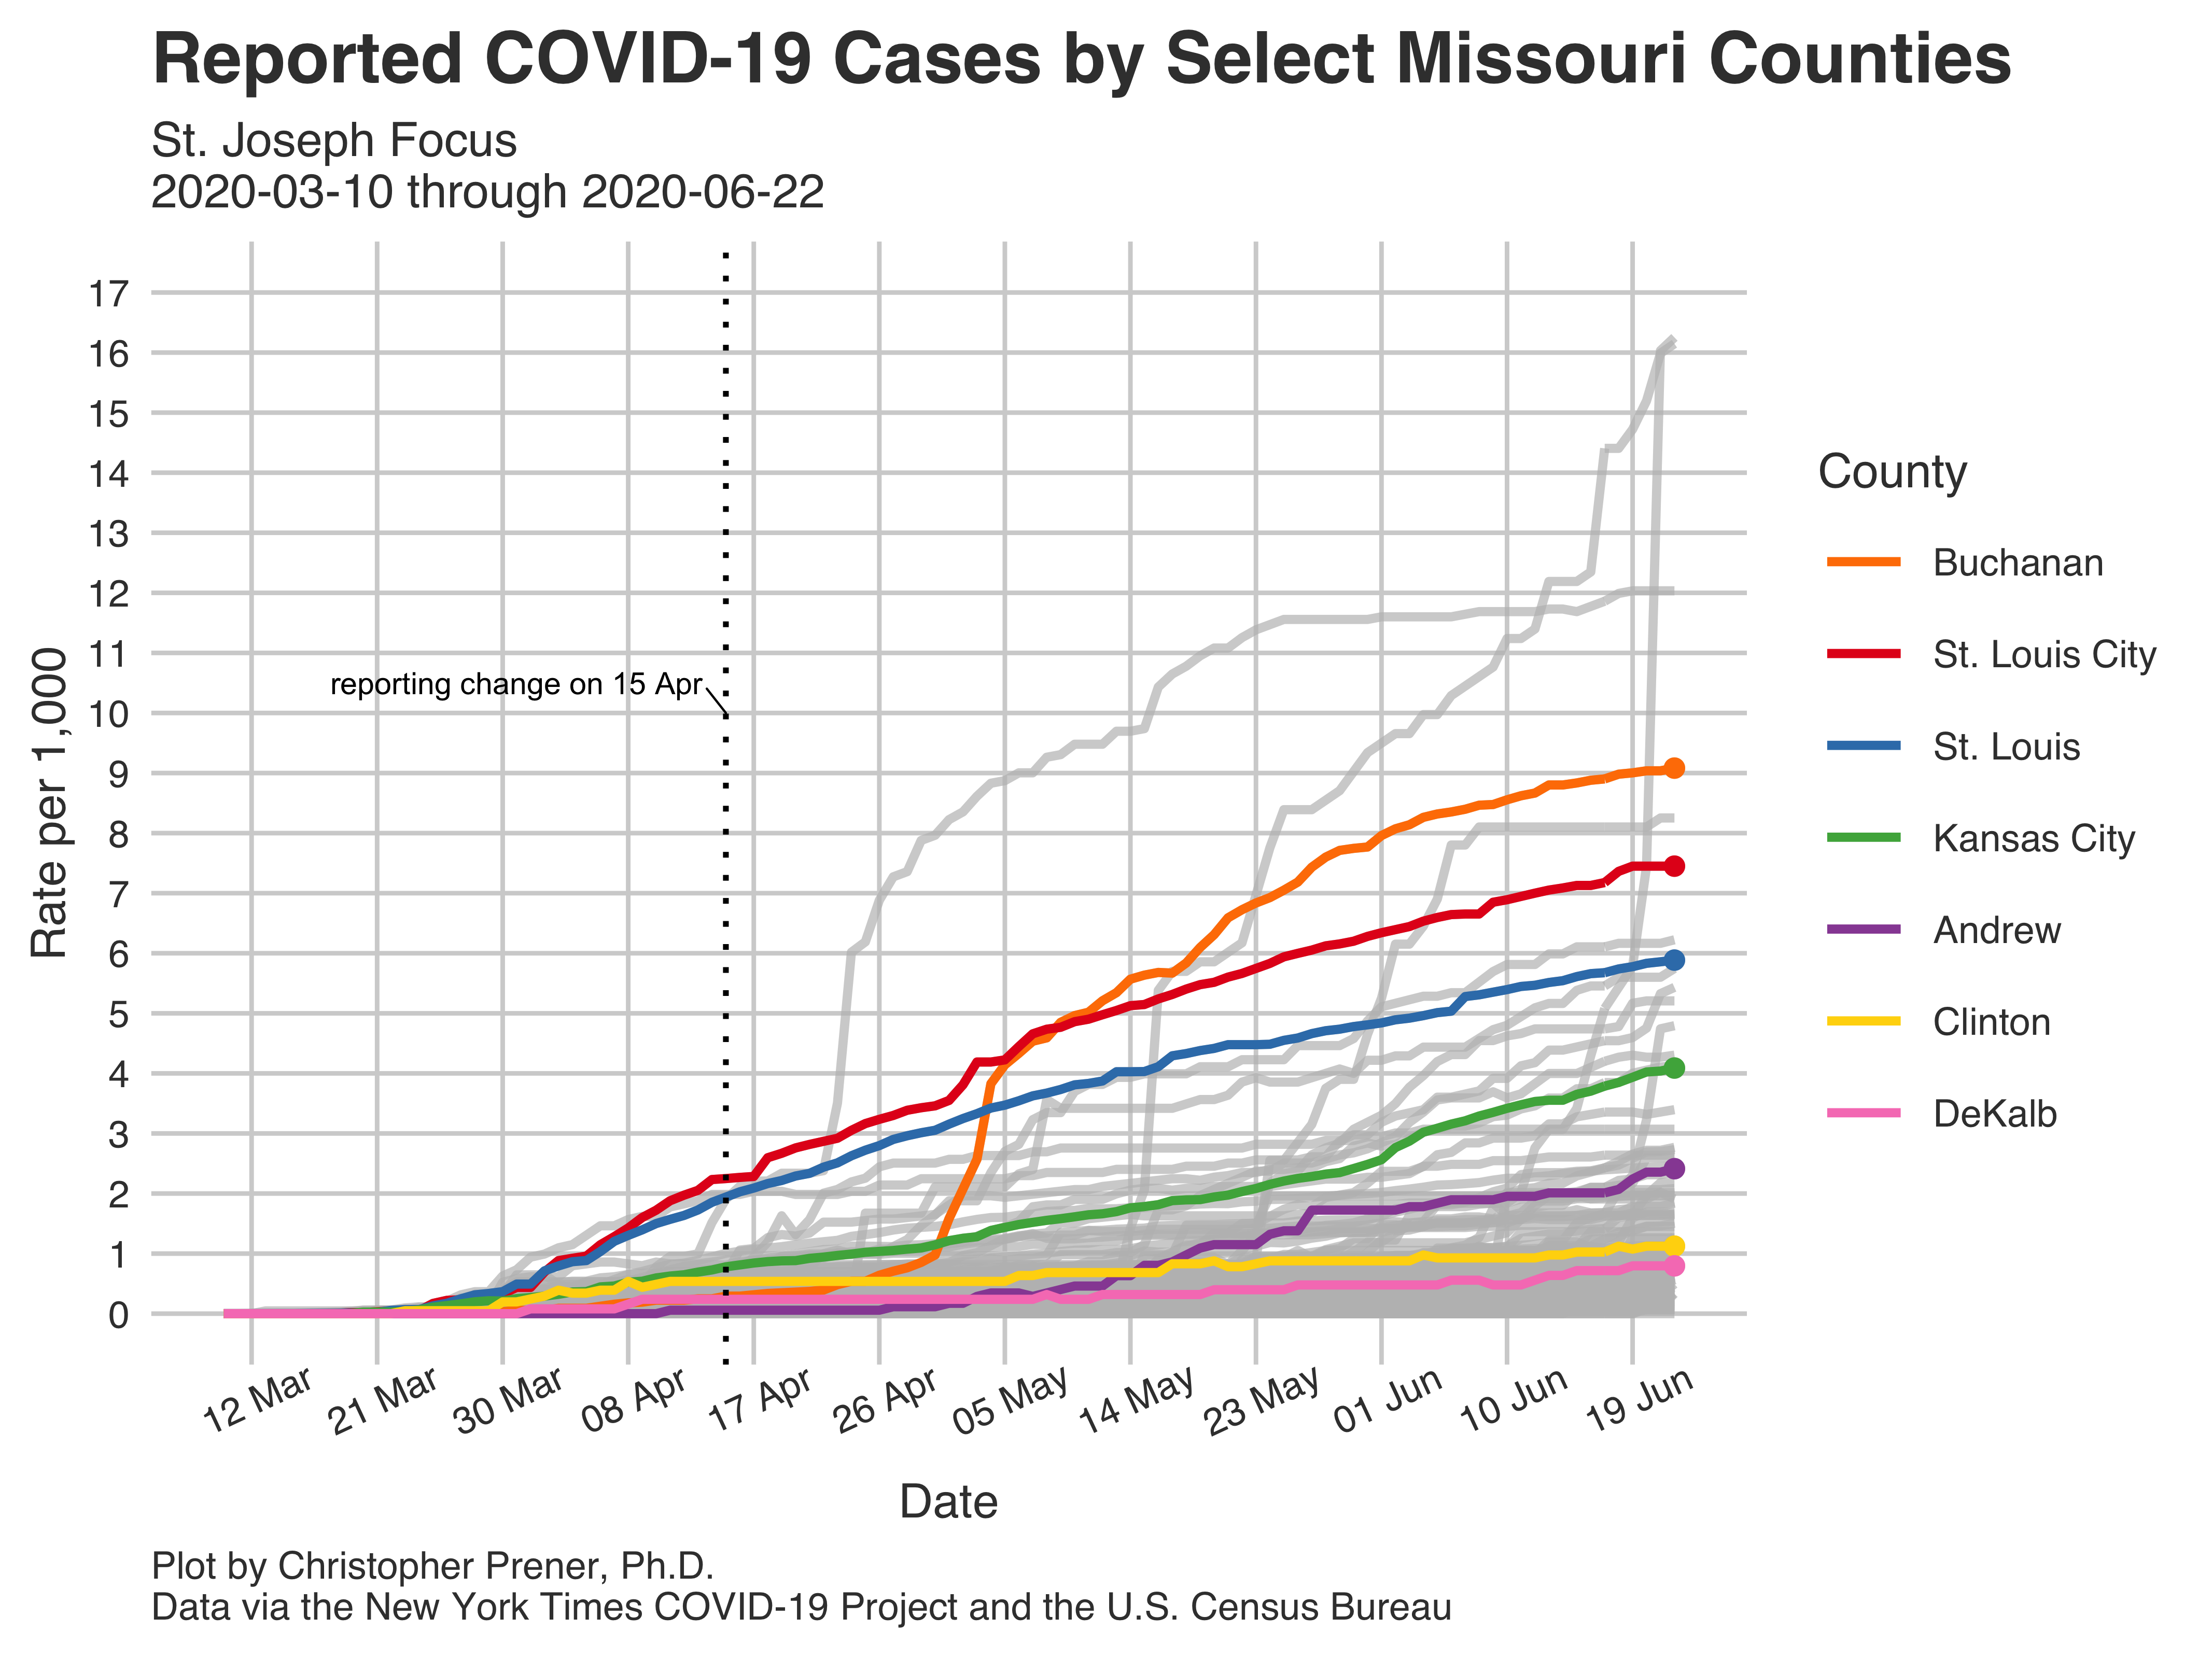 Reported COVID-19 Cases by Select Missouri Counties
St. Joseph Focus
2020-03-10 through 2020-06-22
17
16
15
14
13
12
11
10
9
8
7
6
5
4
3
2
1
0
Rate per 1,000
reporting change on 15 Apr
12 Mar
21 Mar
30 Mar
08 Apr
17 Apr
26 Apr
05 May
14 May
23 May
01 Jun
10 Jun
19 Jun
Date
County
Buchanan
St. Louis City
St. Louis
Kansas City
Andrew
Clinton
DeKalb
Plot by Christopher Prener, Ph.D.
Data via the New York Times COVID-19 Project and the U.S. Census Bureau